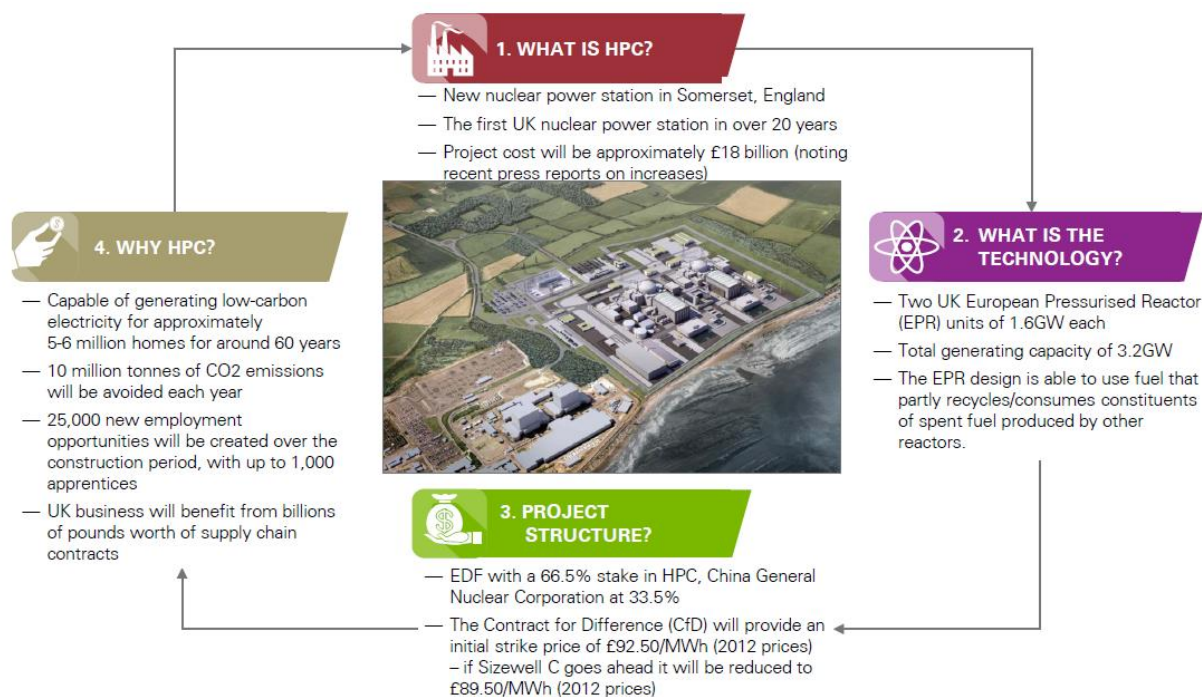 1. WHAT IS HPC?
— New nuclear power station in Somerset, England
— The first UK nuclear power station in over 20 years
— Project cost will be approximately £18 billion (noting
recent press reports on increases)
2. WHAT IS THE
TECHNOLOGY?
— Two UK European Pressurised Reactor
(EPR) units of 1.6GW each
— Total generating capacity of 3.2GW
— The EPR design is able to use fuel that
partly recycles/consumes constituents
of spent fuel produced by other
reactors.
3. PROJECT
STRUCTURE?
— EDF with a 66.5% stake in HPC, China General
Nuclear Corporation at 33.5%
— The Contract for Difference (CfD) will provide an
initial strike price of £92.50/MWh (2012 prices)
– if Sizewell C goes ahead it will be reduced to
£89.50/MWh (2012 prices)
4. WHY HPC?
— Capable of generating low-carbon
electricity for approximately
5-6 million homes for around 60 years
— 10 million tonnes of CO2 emissions
will be avoided each year
— 25,000 new employment
opportunities will be created over the
construction period, with up to 1,000
apprentices
— UK business will benefit from billions
of pounds worth of supply chain
contracts